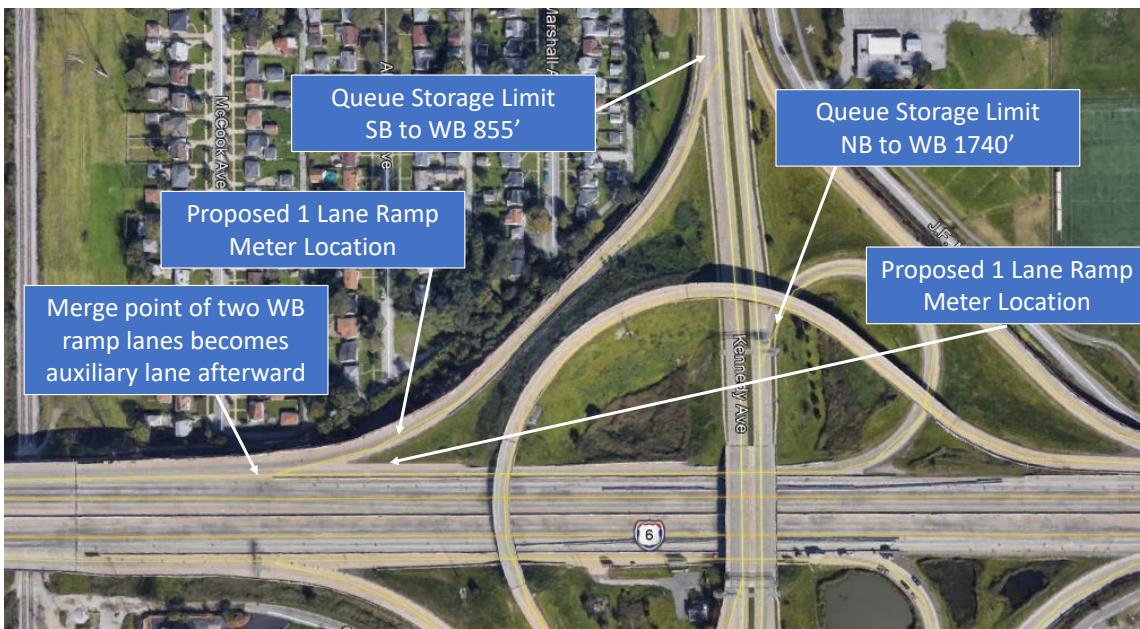 Marshall A
McCook Ave
Queue Storage Limit
SB to WB 855’
Queue Storage Limit
NB to WB 1740’
Proposed 1 Lane Ramp
Meter Location
Proposed 1 Lane Ramp
Meter Location
Merge point of two WB
ramp lanes becomes
auxiliary lane afterward
Kennedy Ave
6